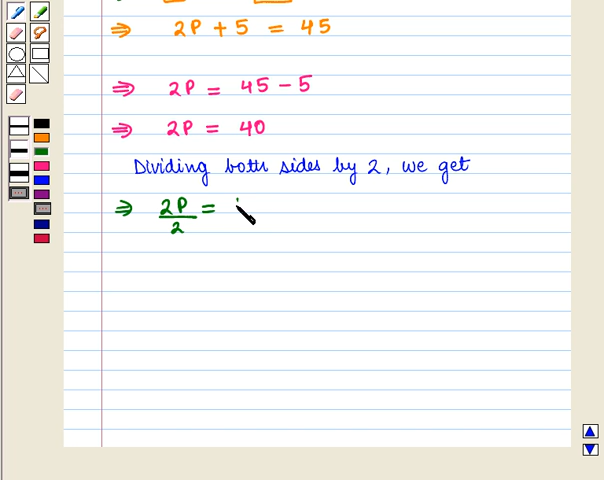 ⇒ 2P + 5 = 45
⇒ 2P = 45 - 5
⇒ 2P = 40
Dividing both sides by 2, we get
⇒ 2P/2 =